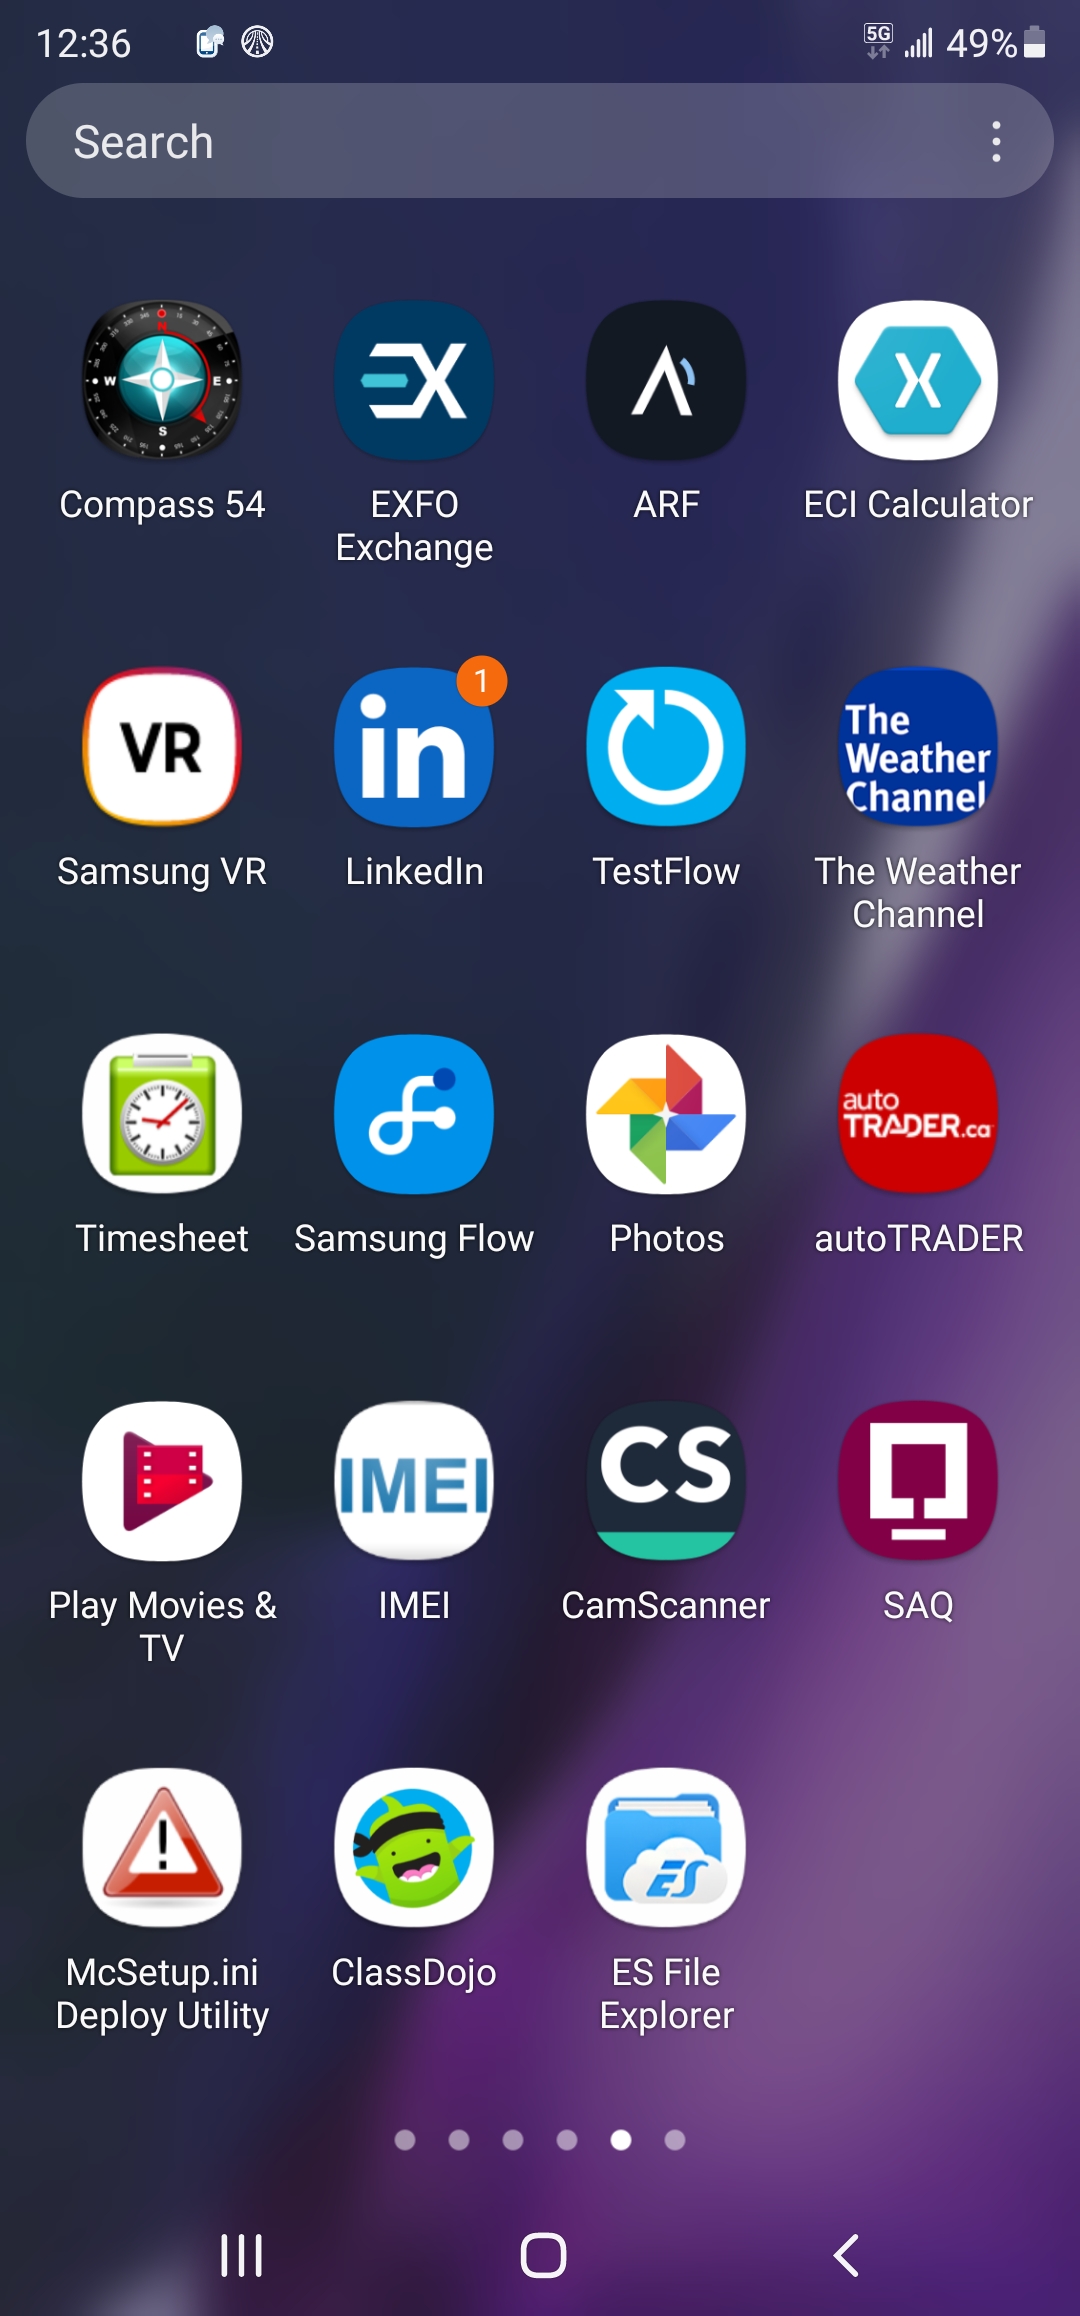 12:36
5G
49%
Search
N
W
E
S
EX
X
Compass 54
EXFO
Exchange
ARF
ECI Calculator
VR
in
1
The
Weather
Channel
Samsung VR
LinkedIn
TestFlow
The Weather
Channel
auto
TRADER.ca
Timesheet
Samsung Flow
Photos
autoTRADER
IMEI
CS
Play Movies &
TV
IMEI
CamScanner
SAQ
!
ES
McSetup.ini
Deploy Utility
ClassDojo
ES File
Explorer